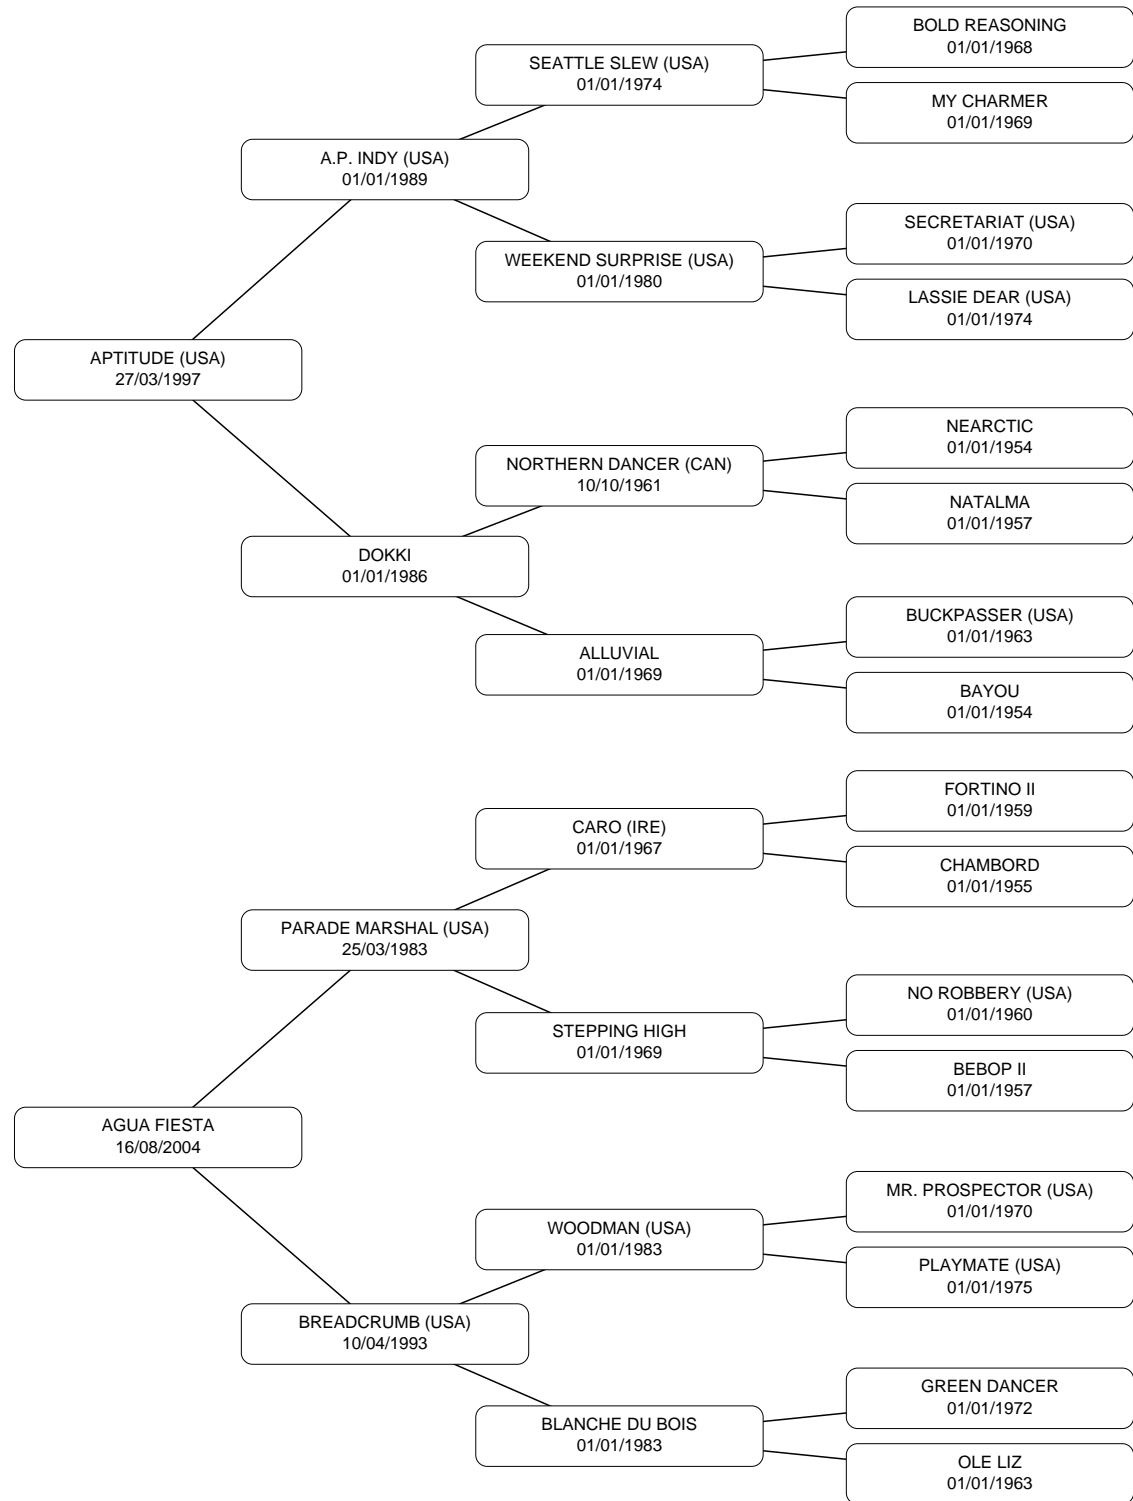 BOLD REASONING
01/01/1968
SEATTLE SLEW (USA)
01/01/1974
MY CHARMER
01/01/1969
A.P. INDY (USA)
01/01/1989
SECRETARIAT (USA)
01/01/1970
WEEKEND SURPRISE (USA)
01/01/1980
LASSIE DEAR (USA)
01/01/1974
APTITUDE (USA)
27/03/1997
NEARCTIC
01/01/1954
NORTHERN DANCER (CAN)
10/10/1961
NATALMA
01/01/1957
DOKKI
01/01/1986
BUCKPASSER (USA)
01/01/1963
ALLUVIAL
01/01/1969
BAYOU
01/01/1954
FORTINO II
01/01/1959
CARO (IRE)
01/01/1967
CHAMBORD
01/01/1955
PARADE MARSHAL (USA)
25/03/1983
NO ROBBERY (USA)
01/01/1960
STEPPING HIGH
01/01/1969
BEBOP II
01/01/1957
AGUA FIESTA
16/08/2004
MR. PROSPECTOR (USA)
01/01/1970
WOODMAN (USA)
01/01/1983
PLAYMATE (USA)
01/01/1975
BREADCRUMB (USA)
10/04/1993
GREEN DANCER
01/01/1972
BLANCHE DU BOIS
01/01/1983
OLE LIZ
01/01/1963